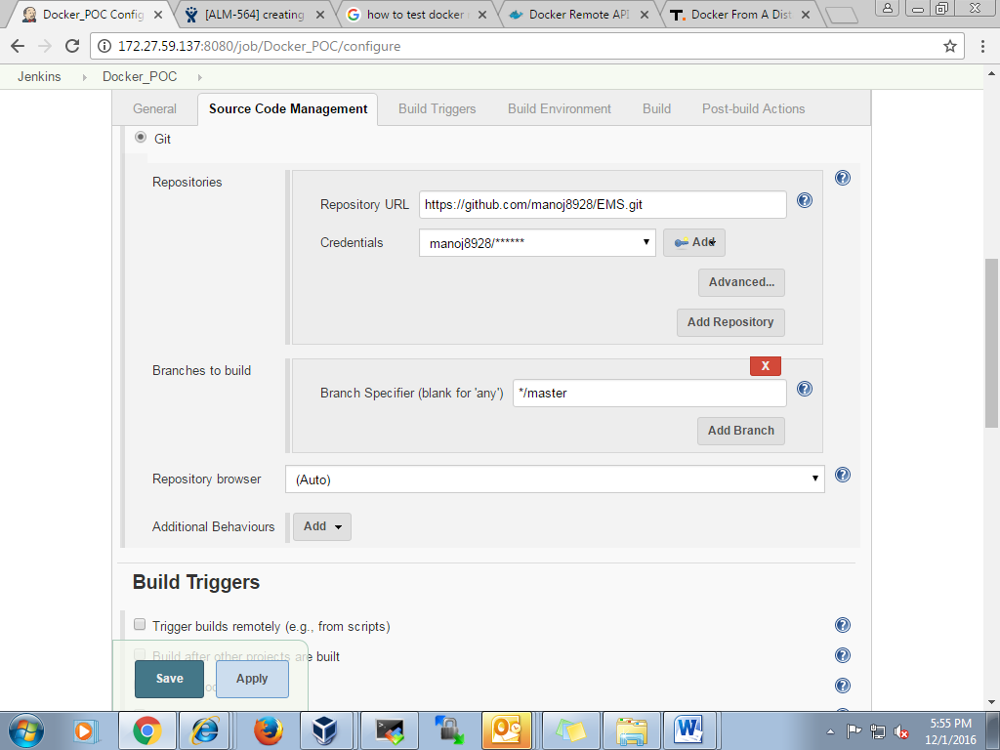 Docker_POC Config
[ALM-564] creating
how to test docker
Docker Remote API
Docker From A Dist
172.27.59.137:8080/job/Docker_POC/configure
Jenkins
Docker_POC
General
Source Code Management
Build Triggers
Build Environment
Build
Post-build Actions
Git
Repositories
Repository URL
https://github.com/manoj8928/EMS.git
Credentials
manoj8928/******
Add
Advanced...
Add Repository
Branches to build
X
Branch Specifier (blank for 'any')
*/master
Add Branch
Repository browser
(Auto)
Additional Behaviours
Add
Build Triggers
Trigger builds remotely (e.g., from scripts)
Build after other projects are built
Save
Apply
5:55 PM
12/1/2016